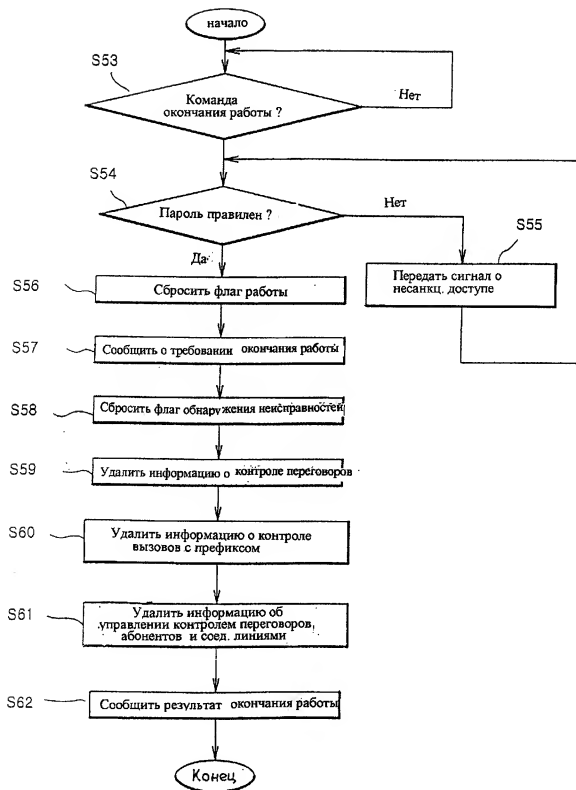 начало
S53
Команда
окончания работы ?
Нет
S54
Пароль правилен ?
Нет
S55
Да
Передать сигнал о
несанкц. доступе
S56
Сбросить флаг работы
S57
Сообщить о требовании окончания работы
S58
Сбросить флаг обнаружения неисправностей
S59
Удалить информацию о контроле переговоров
S60
Удалить информацию о контроле
вызовов с префиксом
S61
Удалить информацию об
управлении контролем переговоров,
абонентов и соед. линиями
S62
Сообщить результат окончания работы
Конец